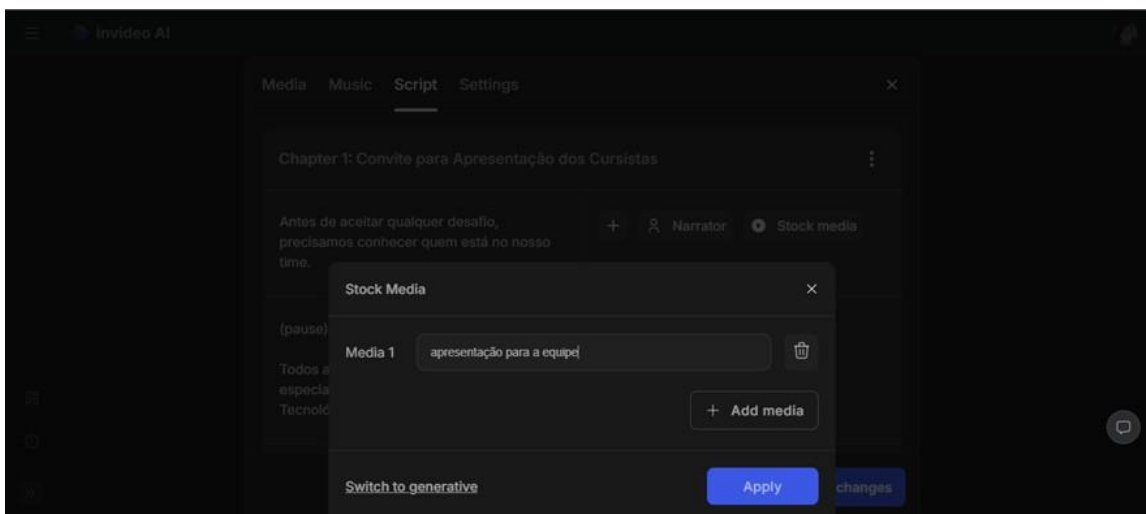 invideo AI
Media Music Script Settings
Chapter 1: Convite para Apresentação dos Cursistas
Antes de aceitar qualquer desafio,
precisamos conhecer quem está no nosso
time.
+ Narrator Stock media
Stock Media
(pause)
Media 1 apresentação para a equipe
Todos a
especia
Tecnoló
+ Add media
Switch to generative
Apply
changes